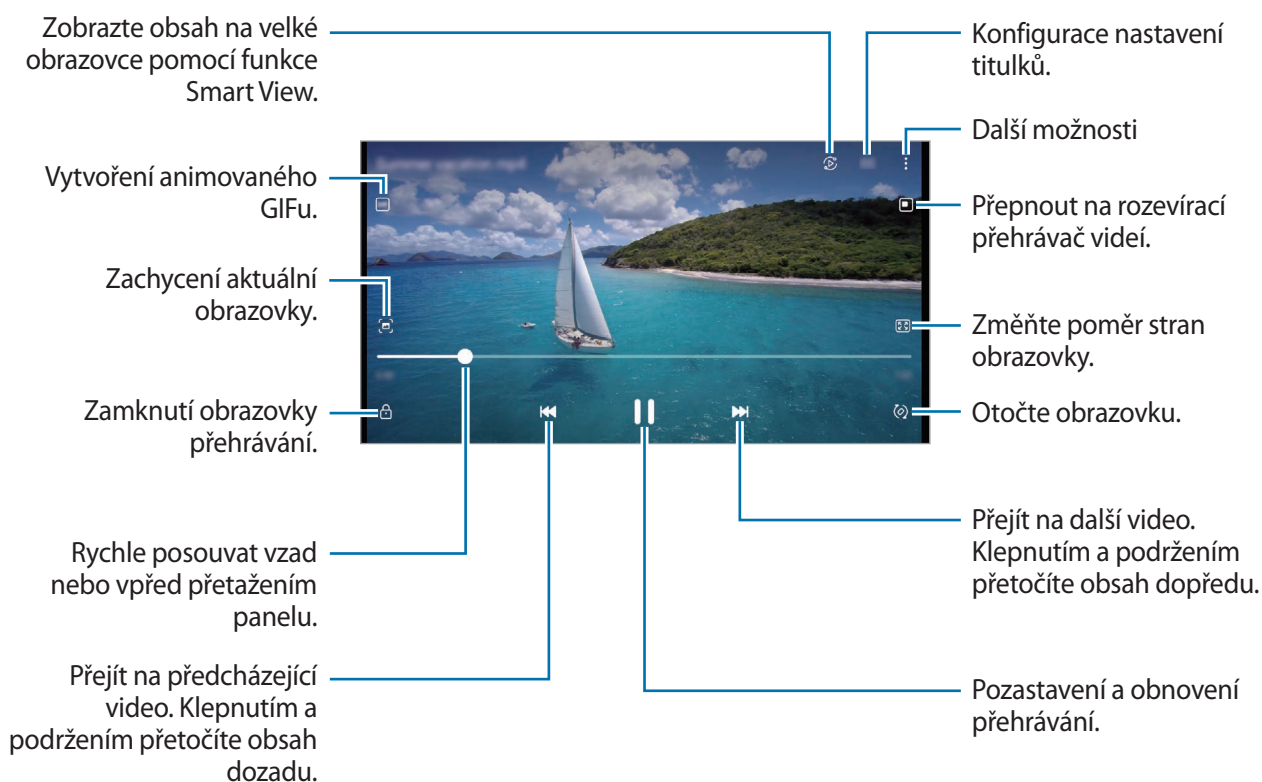 Zobrazte obsah na velké
obrazovce pomocí funkce
Smart View.
Vytvoření animovaného
GIFu.
Zachycení aktuální
obrazovky.
Zamknutí obrazovky
přehrávání.
Rychle posouvat vzad
nebo vpřed přetažením
panelu.
Přejít na předcházející
video. Klepnutím a
podržením přetočíte obsah
dozadu.
Konfigurace nastavení
titulků.
Další možnosti
Přepnout na rozevírací
přehrávač videí.
Změňte poměr stran
obrazovky.
Otočte obrazovku.
Přejít na další video.
Klepnutím a podržením
přetočíte obsah dopředu.
Pozastavení a obnovení
přehrávání.